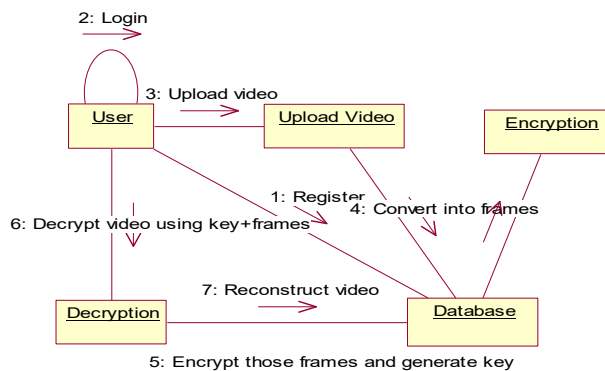 2: Login
3: Upload video
User
Upload Video
Encryption
1: Register
4: Convert into frames
6: Decrypt video using key+frames
7: Reconstruct video
Decryption
Database
5: Encrypt those frames and generate key